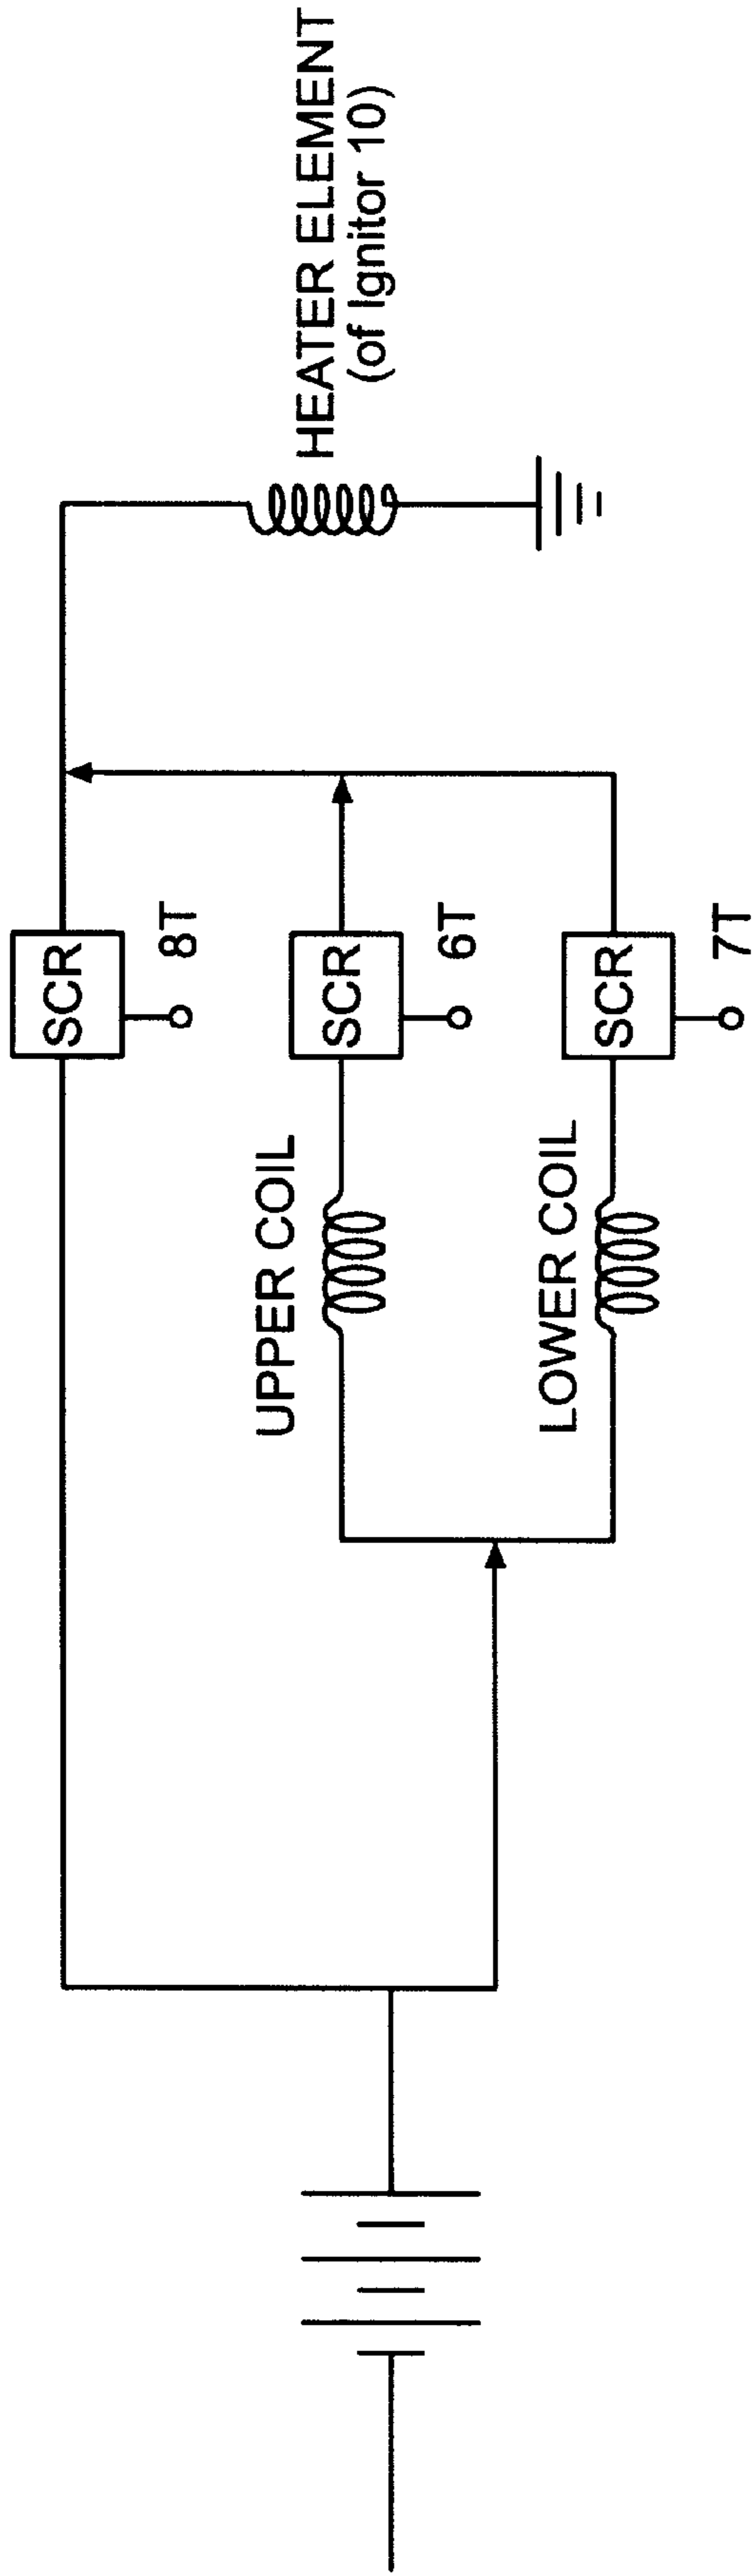 SCR
8T
HEATER ELEMENT
(of Ignitor 10)
UPPER COIL
SCR
6T
LOWER COIL
SCR
7T